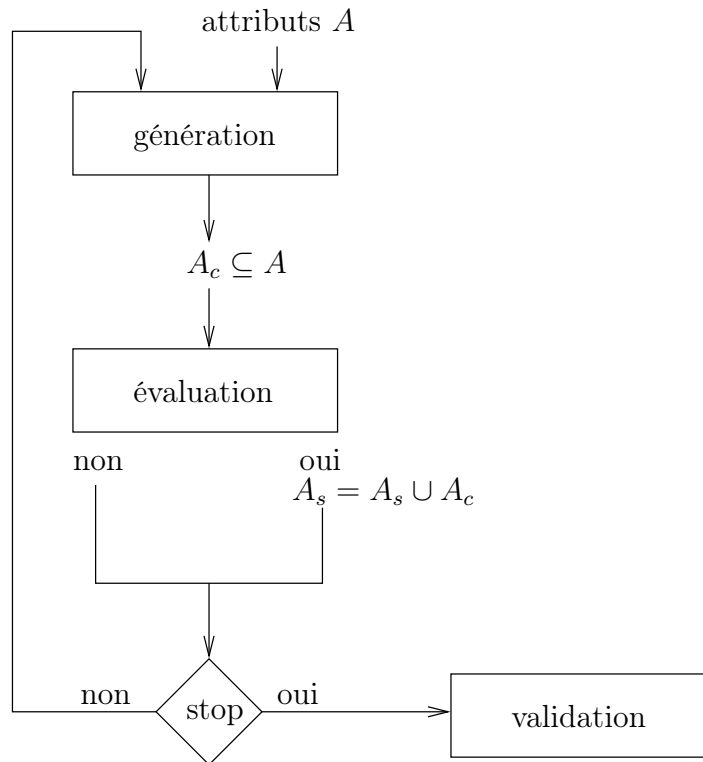 attributs A
génération
A_c ⊆ A
évaluation
non
oui
A_s = A_s ∪ A_c
non
stop
oui
validation